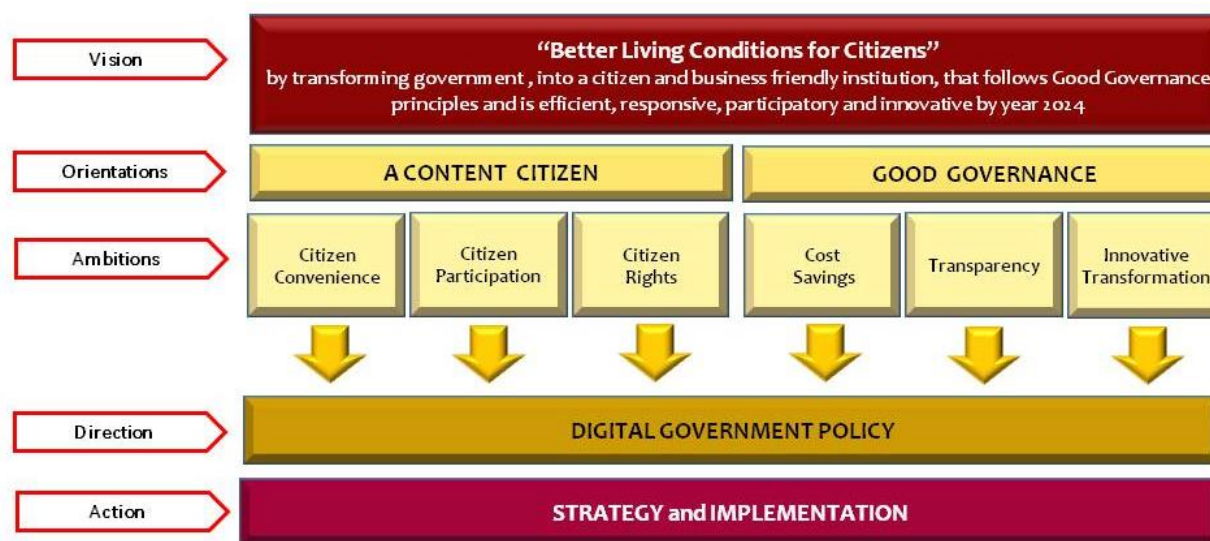 Vision
“Better Living Conditions for Citizens”
by transforming government , into a citizen and business friendly institution, that follows Good Governance
principles and is efficient, responsive, participatory and innovative by year 2024
Orientations
A CONTENT CITIZEN
GOOD GOVERNANCE
Ambitions
Citizen
Convenience
Citizen
Participation
Citizen
Rights
Cost
Savings
Transparency
Innovative
Transformation
Direction
DIGITAL GOVERNMENT POLICY
Action
STRATEGY and IMPLEMENTATION